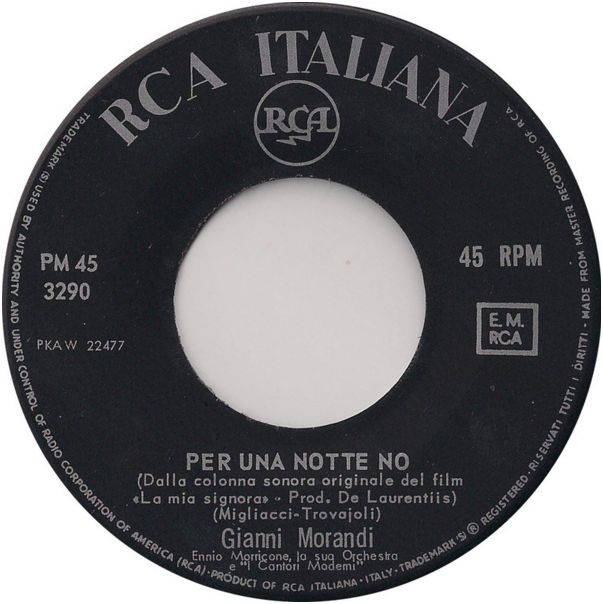 RCA ITALIANA
RCA
PM 45
3290
45 RPM
PKAW 22477
E.M.
RCA
PER UNA NOTTE NO
(Dalla colonna sonora originale del film
«La mia signora» - Prod. De Laurentiis)
(Migliacci-Trovajoli)
Gianni Morandi
Ennio Morricone, la sua Orchestra
e "I Cantori Moderni"
TRADEMARK (S) USED BY AUTHORITY AND UNDER CONTROL OF RADIO CORPORATION OF AMERICA (RCA) · PRODUCT OF RCA ITALIANA · ITALY · TRADEMARK'S ® REGISTERED · RISERVATI TUTTI I DIRITTI - MADE FROM MASTER RECORDING OF RCA.